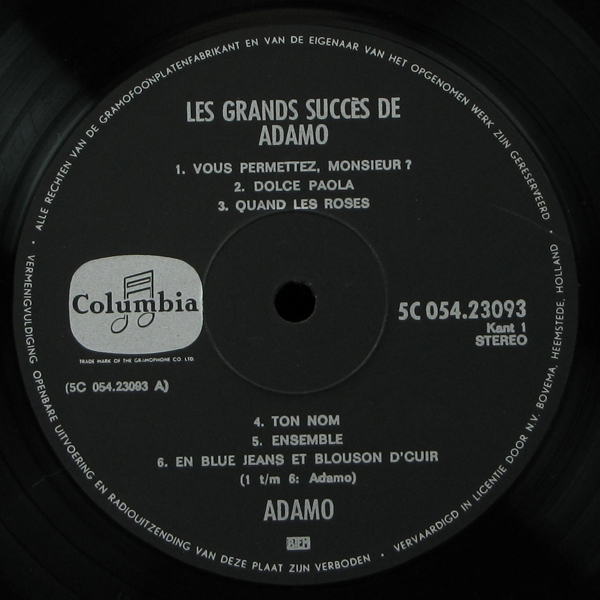 ALLE RECHTEN VAN DE GRAMOFOONPLATENFABRIKANT EN VAN DE EIGENAAR VAN HET OPGENOMEN WERK ZIJN GERESERVEERD •
LES GRANDS SUCCÈS DE
ADAMO
1. VOUS PERMETTEZ, MONSIEUR?
2. DOLCE PAOLA
3. QUAND LES ROSES
Columbia
TRADE MARK OF THE GRAMOPHONE CO LTD.
5C 054.23093
Kant 1
STEREO
(5C 054.23093 A)
4. TON NOM
5. ENSEMBLE
6. EN BLUE JEANS ET BLOUSON D'CUIR
(1 t/m 6: Adamo)
ADAMO
BIEM
• VERMENIGVULDIGING OPENBARE UITVOERING EN RADIOUITZENDING VAN DEZE PLAAT ZIJN VERBODEN •
VERVAARDIGD IN LICENTIE DOOR N.V. BOVEMA, HEEMSTEDE, HOLLAND •